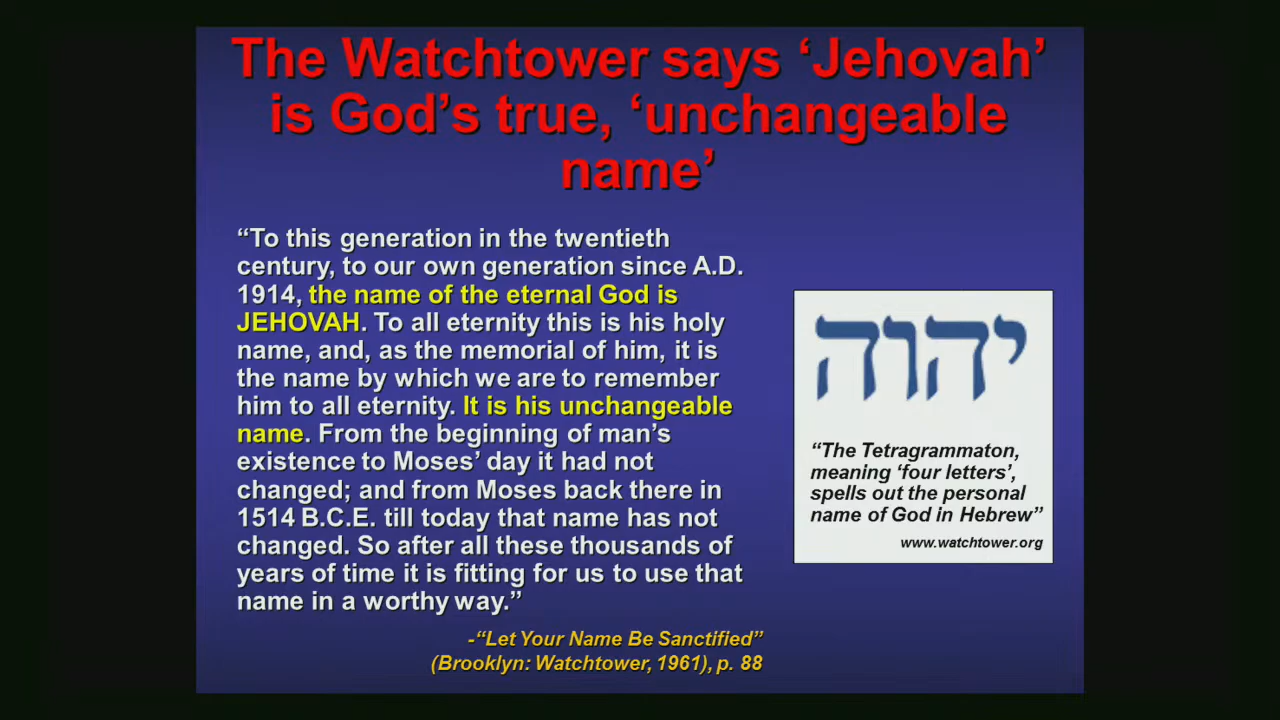 The Watchtower says ‘Jehovah’
is God’s true, ‘unchangeable
name’
“To this generation in the twentieth
century, to our own generation since A.D.
1914, the name of the eternal God is
JEHOVAH. To all eternity this is his holy
name, and, as the memorial of him, it is
the name by which we are to remember
him to all eternity. It is his unchangeable
name. From the beginning of man’s
existence to Moses’ day it had not
changed; and from Moses back there in
1514 B.C.E. till today that name has not
changed. So after all these thousands of
years of time it is fitting for us to use that
name in a worthy way.”
-“Let Your Name Be Sanctified”
(Brooklyn: Watchtower, 1961), p. 88
יהוה
“The Tetragrammaton,
meaning ‘four letters’,
spells out the personal
name of God in Hebrew”
www.watchtower.org